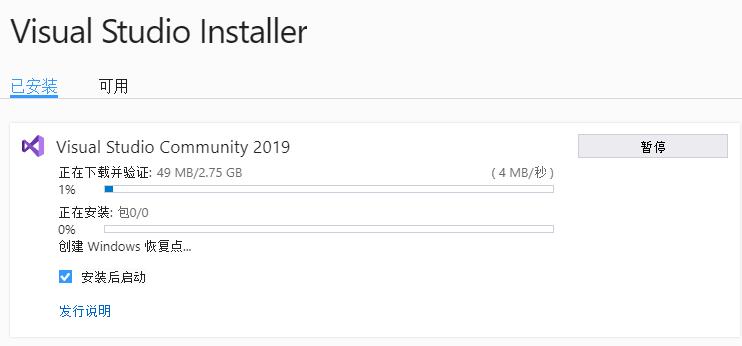 Visual Studio Installer
已安装 可用
Visual Studio Community 2019 暂停
正在下载并验证: 49 MB/2.75 GB ( 4 MB/秒 )
1%
正在安装: 包0/0
0%
创建 Windows 恢复点...
安装后启动
发行说明